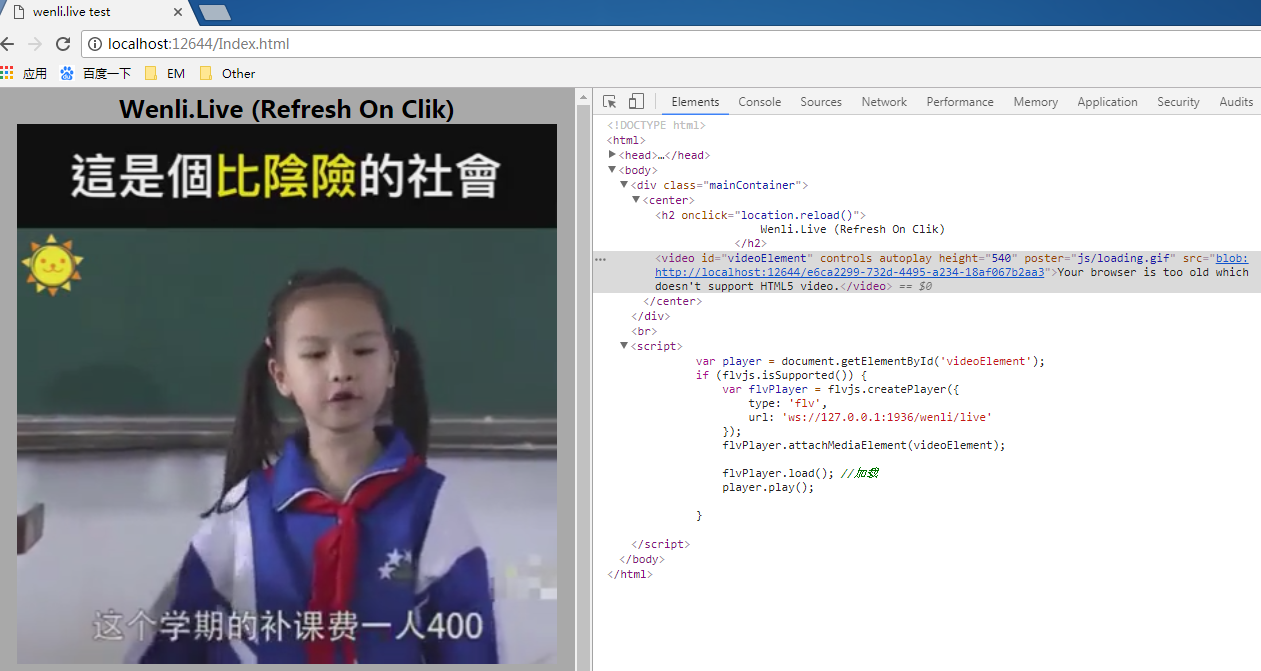 wenli.live test
localhost:12644/Index.html
应用 百度一下 EM Other
Wenli.Live (Refresh On Clik)
這是個比陰險的社會
这个学期的补课费一人400
Elements Console Sources Network Performance Memory Application Security Audits
<!DOCTYPE html>
<html>
<head>…</head>
<body>
<div class="mainContainer">
<center>
<h2 onclick="location.reload()">
Wenli.Live (Refresh On Clik)
</h2>
<video id="videoElement" controls autoplay height="540" poster="js/loading.gif" src="blob:
http://localhost:12644/e6ca2299-732d-4495-a234-18af067b2aa3">Your browser is too old which
doesn't support HTML5 video.</video> == $0
</center>
</div>
<br>
<script>
var player = document.getElementById('videoElement');
if (flvjs.isSupported()) {
var flvPlayer = flvjs.createPlayer({
type: 'flv',
url: 'ws://127.0.0.1:1936/wenli/live'
});
flvPlayer.attachMediaElement(videoElement);
flvPlayer.load(); //加载
player.play();
}
</script>
</body>
</html>